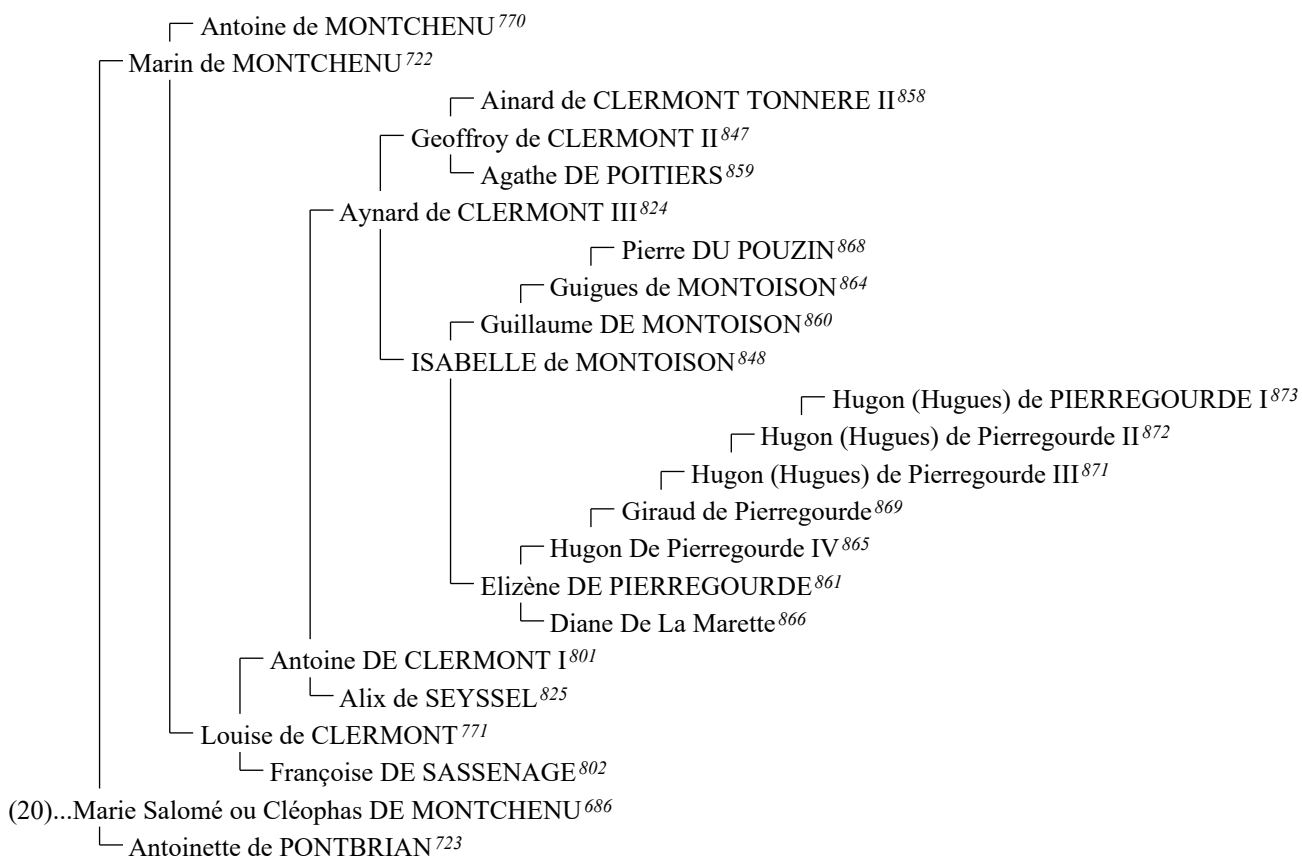 Antoine de MONTCHENU770
Marin de MONTCHENU722
Ainard de CLERMONT TONNERE II858
Geoffroy de CLERMONT II847
Agathe DE POITIERS859
Aynard de CLERMONT III824
Pierre DU POUZIN868
Guigues de MONTOISON864
Guillaume DE MONTOISON860
ISABELLE de MONTOISON848
Hugon (Hugues) de PIERREGOURDE I873
Hugon (Hugues) de Pierregourde II872
Hugon (Hugues) de Pierregourde III871
Giraud de Pierregourde869
Hugon De Pierregourde IV865
Elizène DE PIERREGOURDE861
Diane De La Marette866
Antoine DE CLERMONT I801
Alix de SEYSSEL825
Louise de CLERMONT771
Françoise DE SASSENAGE802
(20)...Marie Salomé ou Cléophas DE MONTCHENU686
Antoinette de PONTBRIAN723